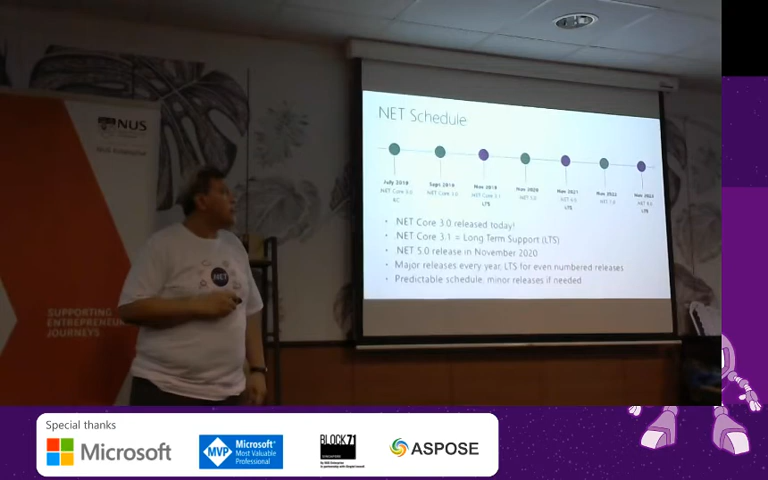 NUS
NUS Enterprise
SUPPORTING
ENTREPRENEUR
JOURNEYS
.NET
.NET Schedule
July 2019
.NET Core 3.0
RC
Sept 2019
.NET Core 3.0
Nov 2019
.NET Core 3.1
LTS
Nov 2020
.NET 5.0
Nov 2021
.NET 6.0
LTS
Nov 2022
.NET 7.0
Nov 2023
.NET 8.0
LTS
• .NET Core 3.0 released today!
• .NET Core 3.1 = Long Term Support (LTS)
• .NET 5.0 release in November 2020
• Major releases every year, LTS for even numbered releases
• Predictable schedule, minor releases if needed
Special thanks
Microsoft
MVP Microsoft® Most Valuable Professional
BLOCK71
ASPOSE